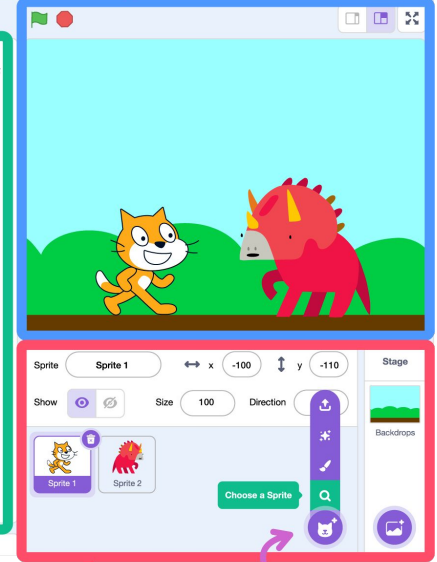 Sprite Sprite 1 x -100 y -110
Stage
Show Size 100 Direction
Backdrops
Sprite 1 Sprite 2
Choose a Sprite